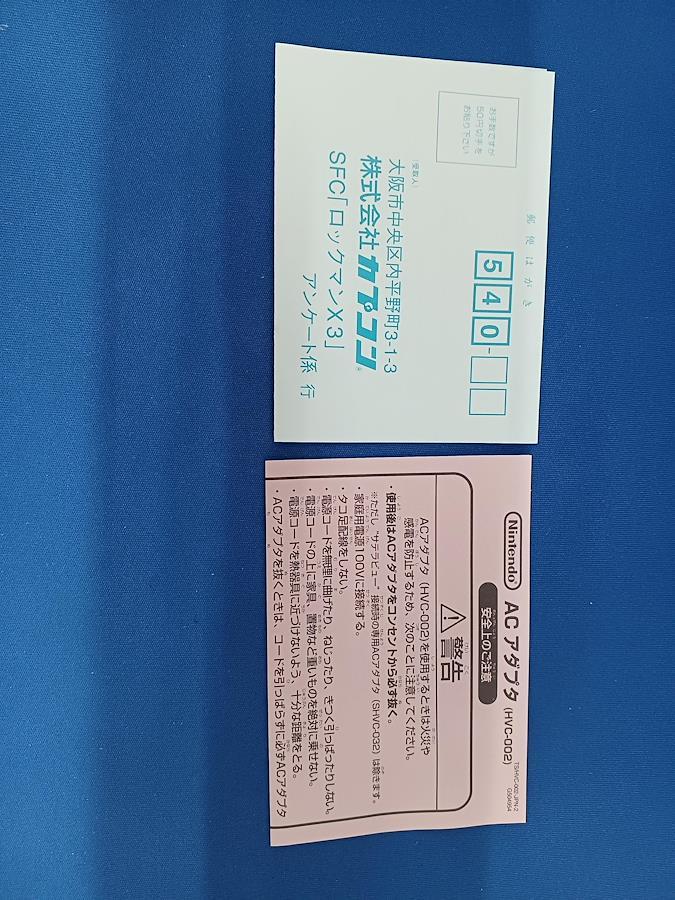 郵便はがき
540-
お手数ですが
50円切手を
お貼り下さい
(受取人)
大阪市中央区内平野町3-1-3
株式会社カプコン
SFC「ロックマンX3」
アンケート係 行
TSHVC-002-JPN-2
Nintendo ACアダプタ (HVC-002)
安全上のご注意
警告
ACアダプタ(HVC-002)を使用するときは火災や
感電を防止するため、次のことに注意してください。
・使用後はACアダプタをコンセントから必ず抜く。
※ただし“サテラビュー”接続時の専用ACアダプタ(SHVC-032)は除きます。
・家庭用電源100Vに接続する。
・タコ足配線をしない。
・電源コードを無理に曲げたり、ねじったり、きつく引っぱったりしない。
・電源コードの上に家具、置物など重いものを絶対に乗せない。
・電源コードを熱器具に近づけないよう、十分な距離をとる。
・ACアダプタを抜くときは、コードを引っぱらずに必ずACアダプタ